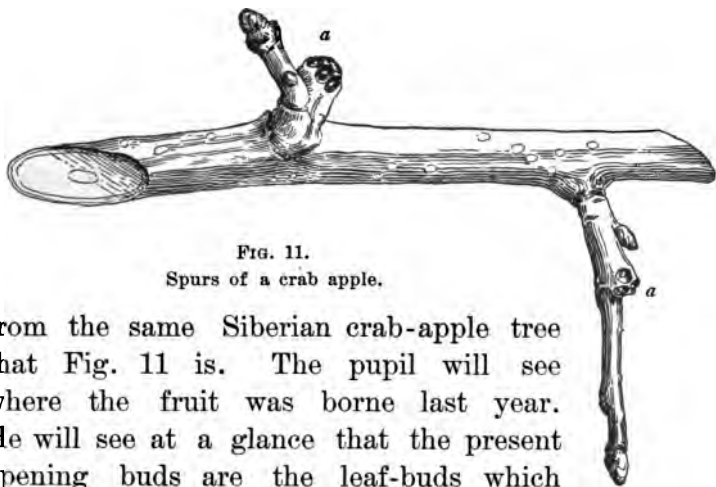 a
FIG. 11.
Spurs of a crab apple.
a
rom the same Siberian crab-apple tree
hat Fig. 11 is. The pupil will see
where the fruit was borne last year.
He will see at a glance that the present
pening buds are the leaf-buds which